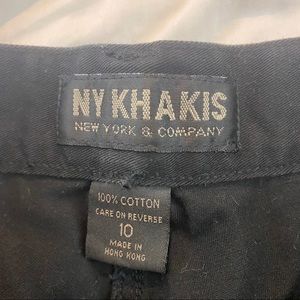 NY KHAKIS
NEW YORK & COMPANY
100% COTTON
CARE ON REVERSE
10
MADE IN
HONG KONG